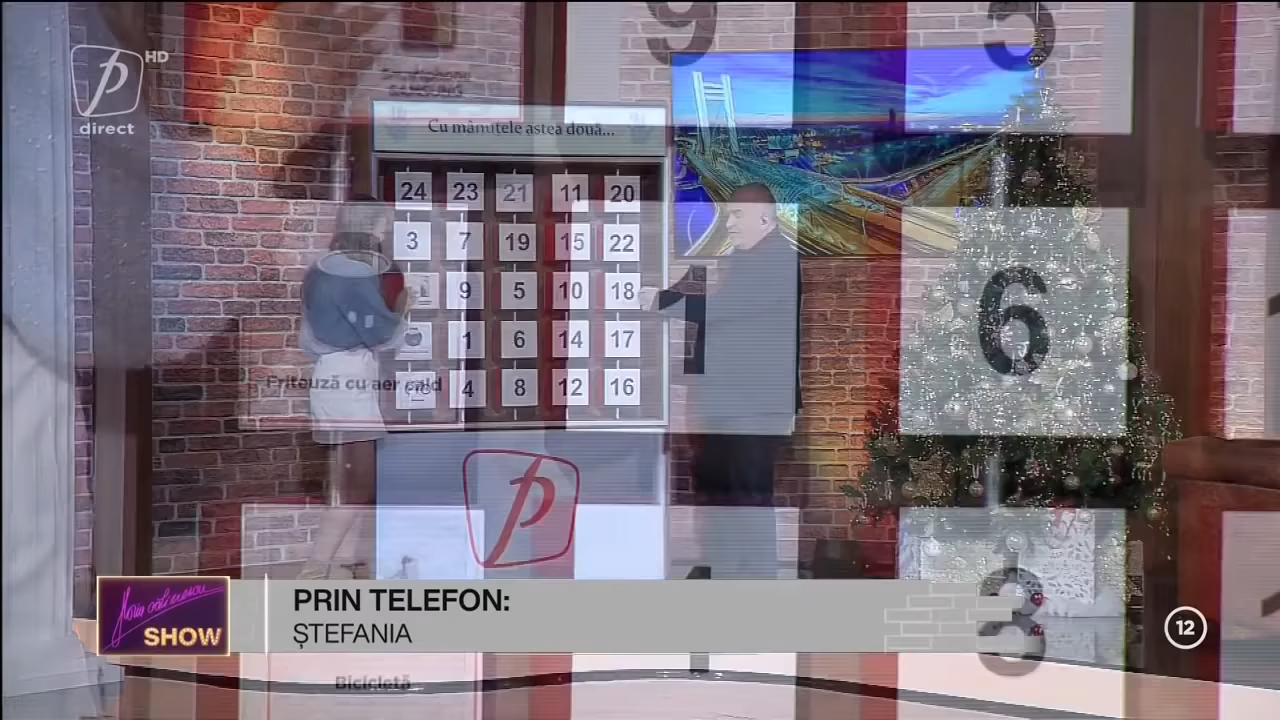 9 3
HD
direct
Cu mânuțele astea două...
24 23 21 11 20
3 7 19 15 22
9 5 10 18
1 6 14 17
4 8 12 16
6
Friteuză cu aer cald
SHOW
PRIN TELEFON:
ȘTEFANIA
12
Bicicletă